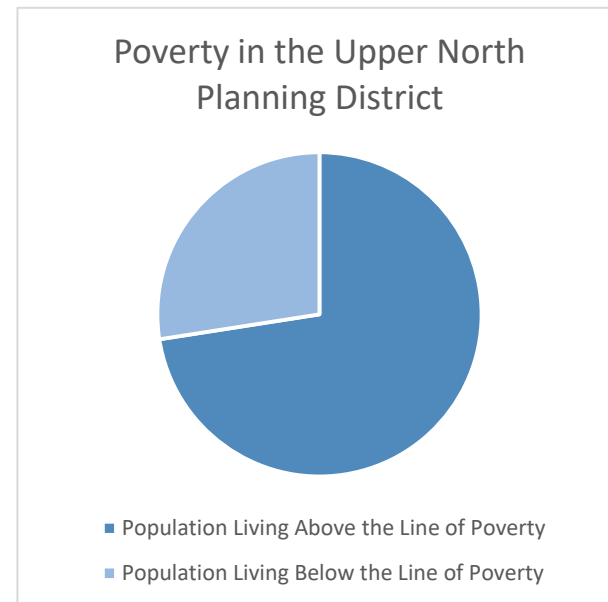 Poverty in the Upper North
Planning District
Population Living Above the Line of Poverty
Population Living Below the Line of Poverty